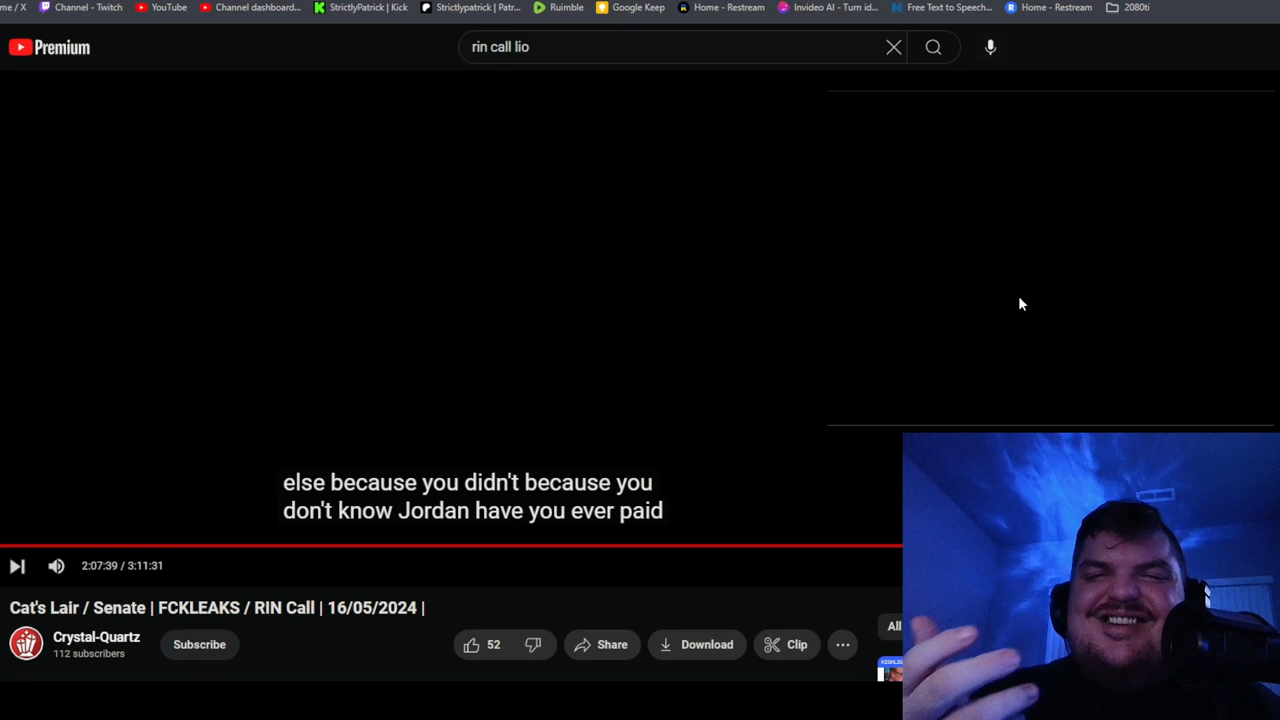 me / X
Channel - Twitch
YouTube
Channel dashboard...
StrictlyPatrick | Kick
Strictlypatrick | Patr...
Rumble
Google Keep
Home - Restream
Invideo AI - Turn id...
Free Text to Speech...
Home - Restream
2080ti
Premium
rin call lio
else because you didn't because you
don't know Jordan have you ever paid
2:07:39 / 3:11:31
Cat's Lair / Senate | FCKLEAKS / RIN Call | 16/05/2024 |
Crystal-Quartz
112 subscribers
Subscribe
52
Share
Download
Clip
All
HIGHLIG